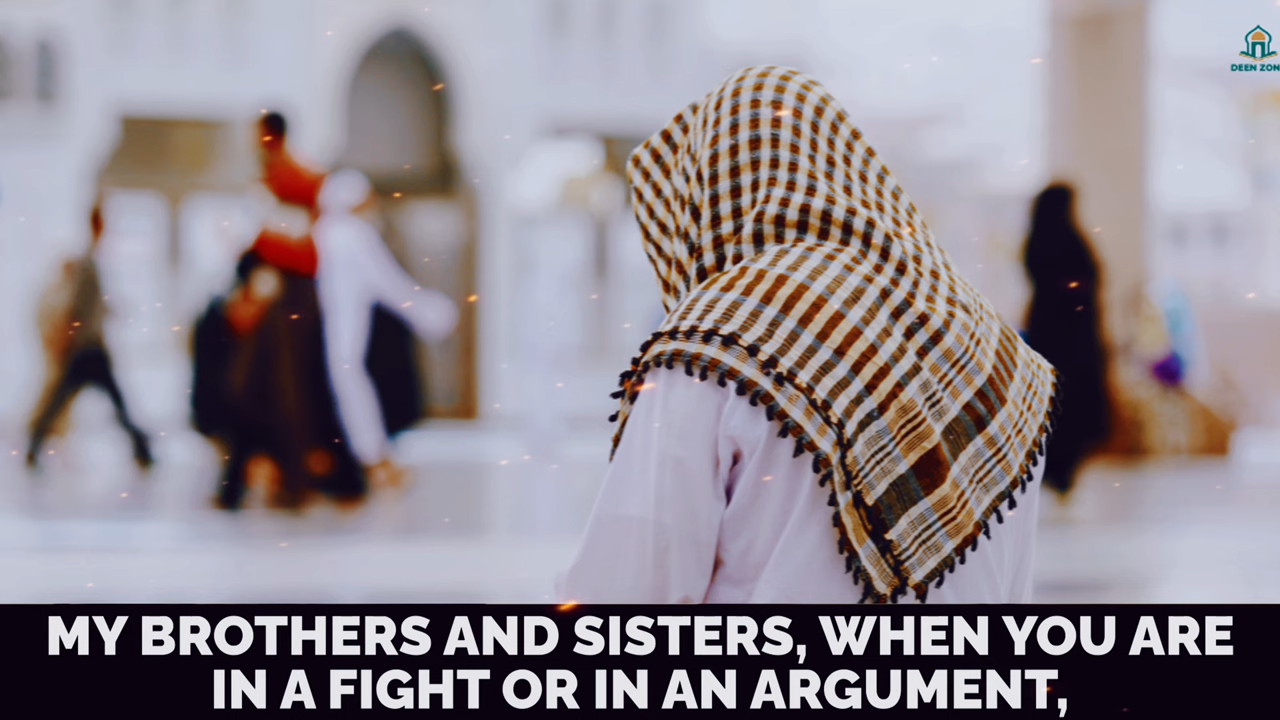 DEEN ZON
MY BROTHERS AND SISTERS, WHEN YOU ARE
IN A FIGHT OR IN AN ARGUMENT,